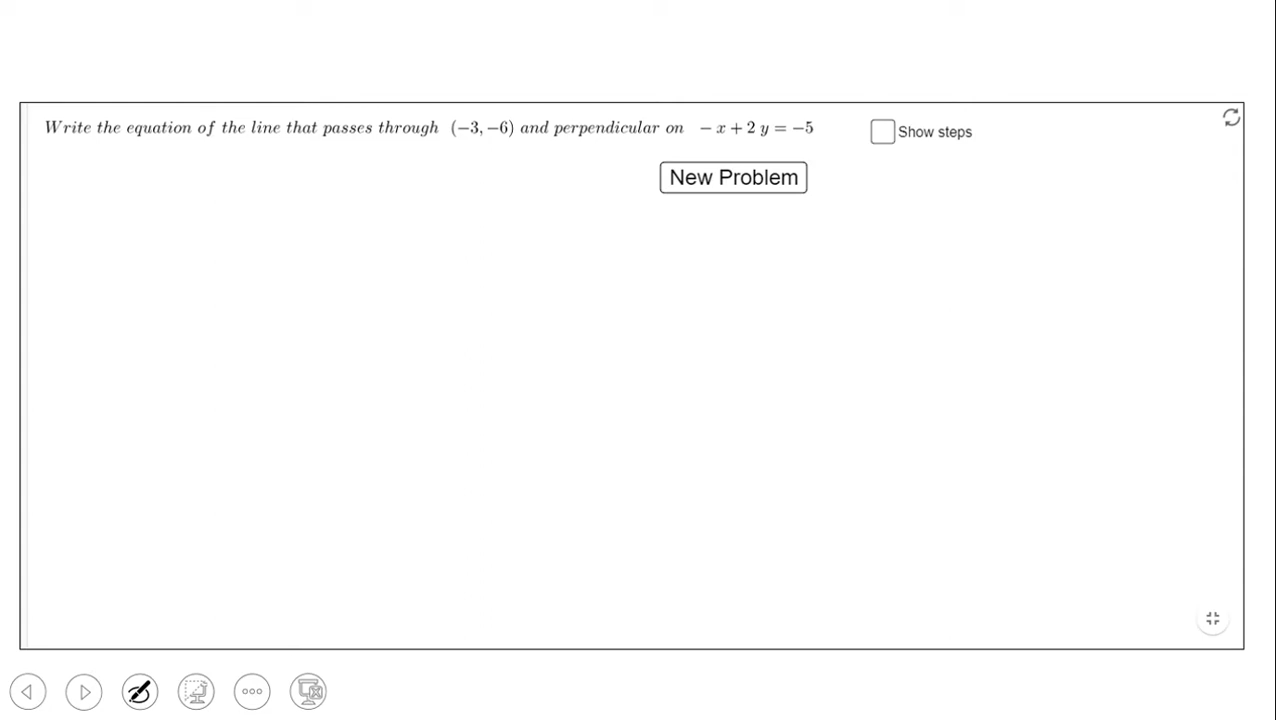 Write the equation of the line that passes through (−3, −6) and perpendicular on − x + 2 y = −5
Show steps
New Problem